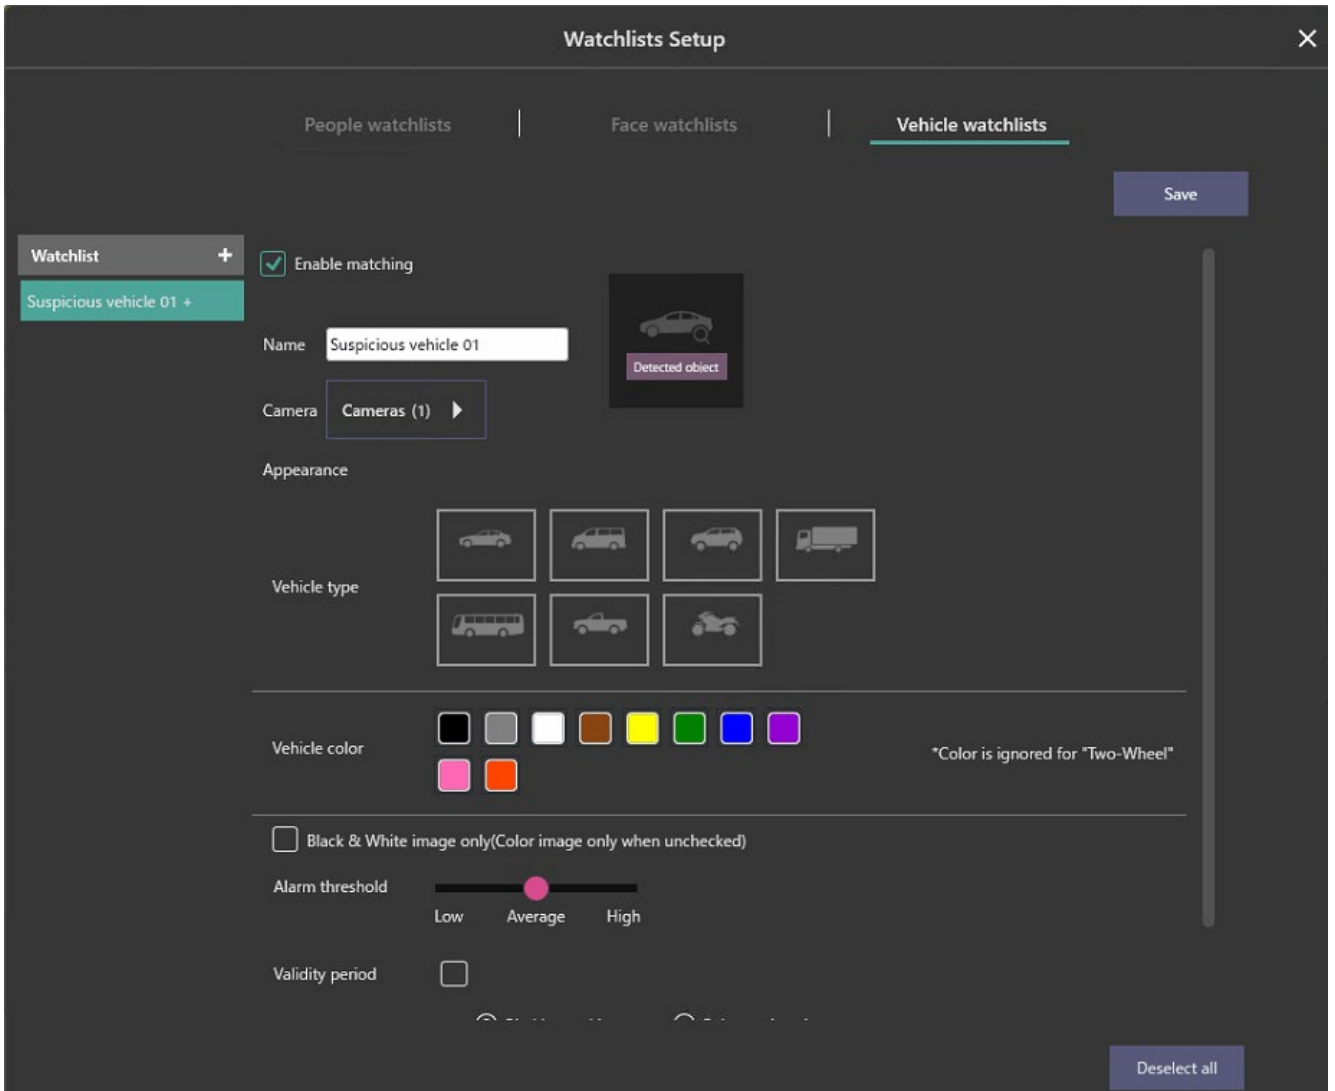 Watchlists Setup
People watchlists
Face watchlists
Vehicle watchlists
Save
Watchlist
Suspicious vehicle 01 +
Enable matching
Name Suspicious vehicle 01
Detected object
Camera Cameras (1)
Appearance
Vehicle type
Vehicle color
*Color is ignored for "Two-Wheel"
Black & White image only(Color image only when unchecked)
Alarm threshold
Low Average High
Validity period
Deselect all